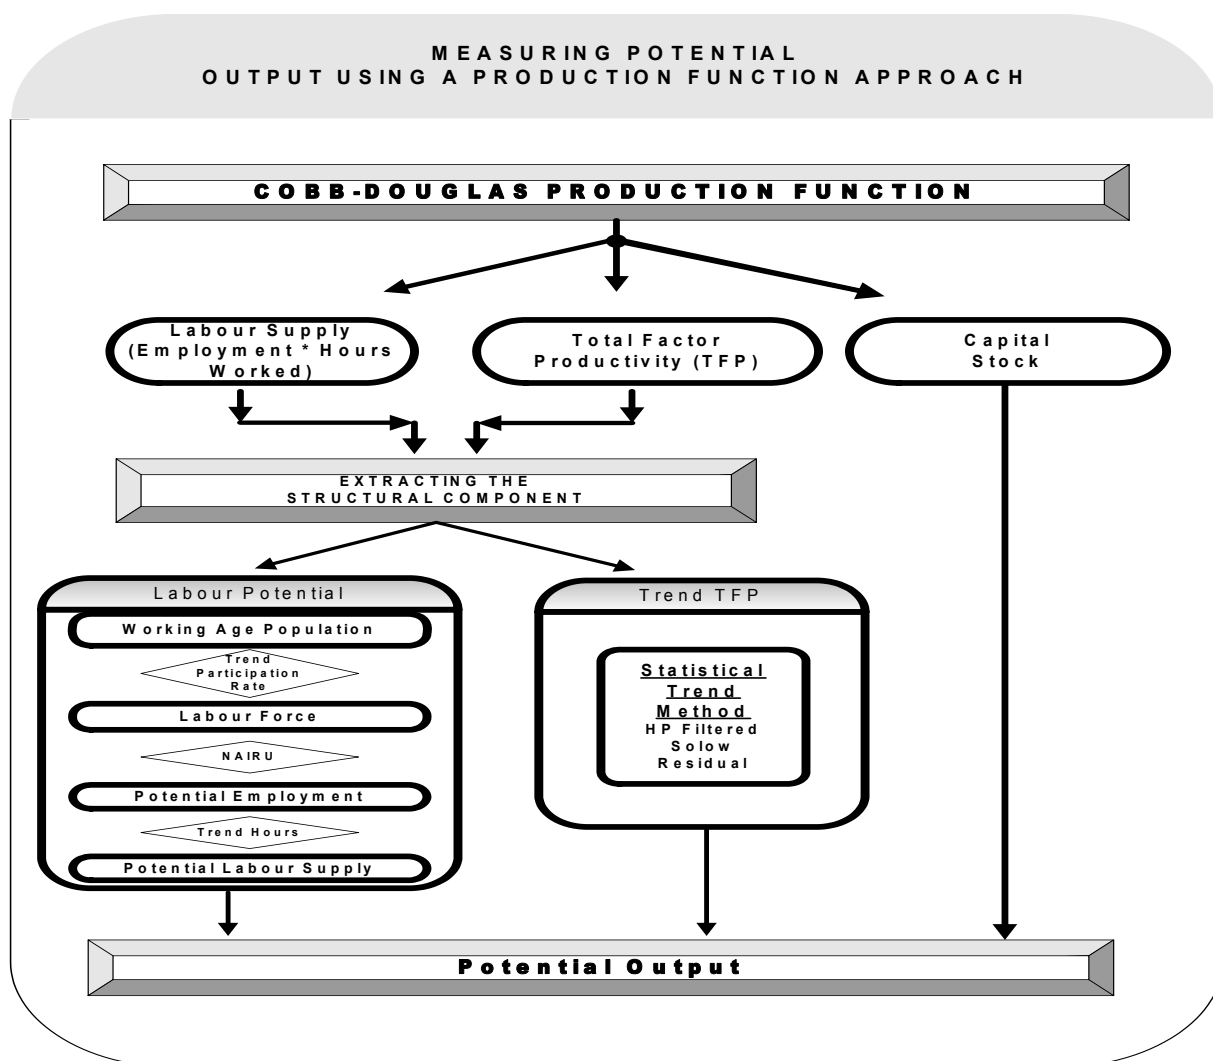 MEASURING POTENTIAL
OUTPUT USING A PRODUCTION FUNCTION APPROACH
COBB-DOUGLAS PRODUCTION FUNCTION
Labour Supply
(Employment * Hours
Worked)
Total Factor
Productivity (TFP)
Capital
Stock
EXTRACTING THE
STRUCTURAL COMPONENT
Labour Potential
Working Age Population
Trend
Participation
Rate
Labour Force
NAIRU
Potential Employment
Trend Hours
Potential Labour Supply
Trend TFP
Statistical
Trend
Method
HP Filtered
Solow
Residual
Potential Output